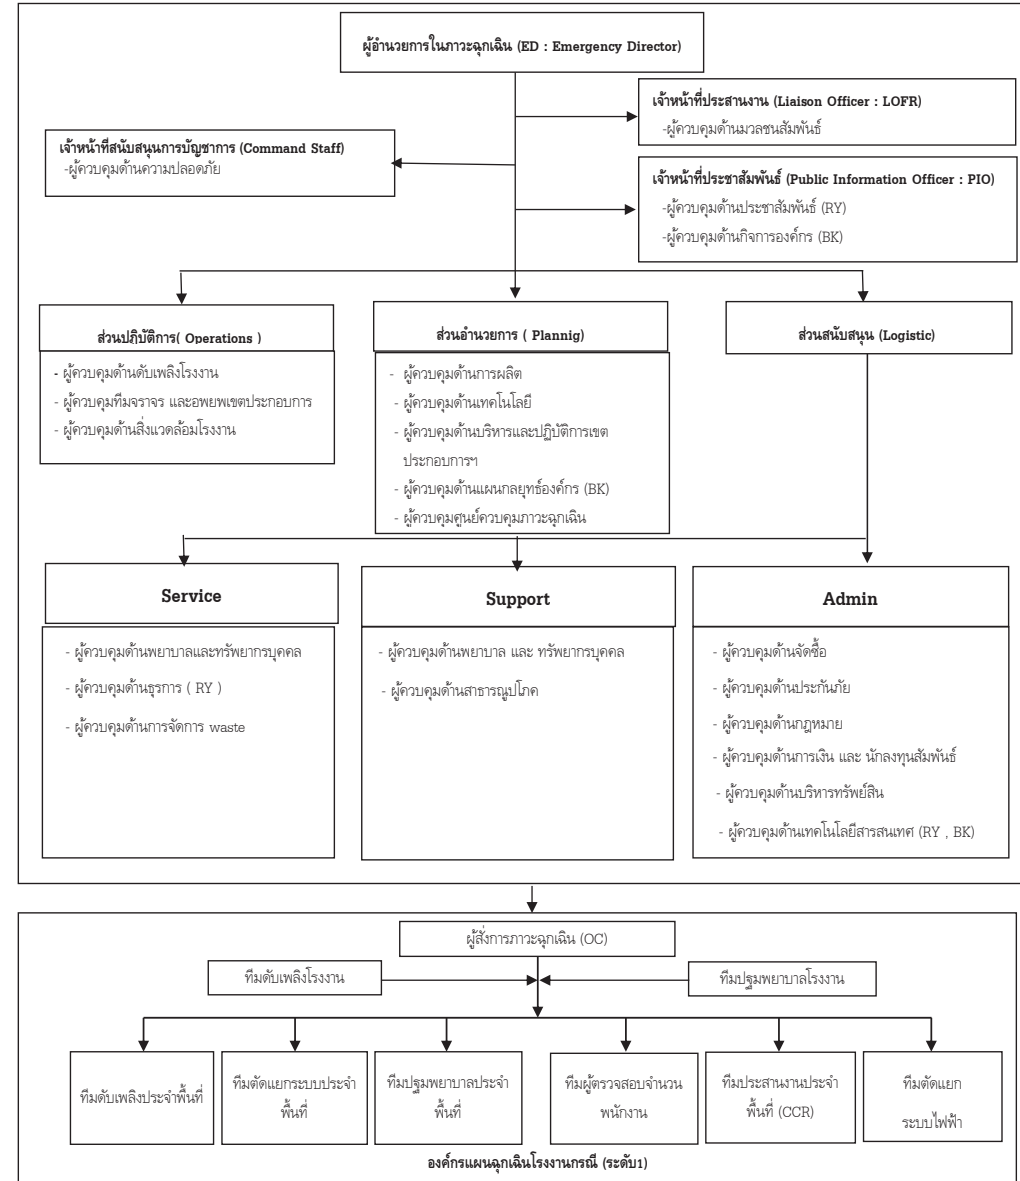 ผู้อำนวยการในภาวะฉุกเฉิน (ED : Emergency Director)
เจ้าหน้าที่ประสานงาน (Liaison Officer : LOFR)
-ผู้ควบคุมด้านมวลชนสัมพันธ์
เจ้าหน้าที่สนับสนุนการบัญชาการ (Command Staff)
-ผู้ควบคุมด้านความปลอดภัย
เจ้าหน้าที่ประชาสัมพันธ์ (Public Information Officer : PIO)
-ผู้ควบคุมด้านประชาสัมพันธ์ (RY)
-ผู้ควบคุมด้านกิจการองค์กร (BK)
ส่วนปฏิบัติการ( Operations )
- ผู้ควบคุมด้านดับเพลิงโรงงาน
- ผู้ควบคุมทีมจราจร และอพยพเขตประกอบการ
- ผู้ควบคุมด้านสิ่งแวดล้อมโรงงาน
ส่วนอำนวยการ ( Plannig)
- ผู้ควบคุมด้านการผลิต
- ผู้ควบคุมด้านเทคโนโลยี
- ผู้ควบคุมด้านบริหารและปฏิบัติการเขต
ประกอบการฯ
- ผู้ควบคุมด้านแผนกลยุทธ์องค์กร (BK)
- ผู้ควบคุมศูนย์ควบคุมภาวะฉุกเฉิน
ส่วนสนับสนุน (Logistic)
Service
- ผู้ควบคุมด้านพยาบาลและทรัพยากรบุคคล
- ผู้ควบคุมด้านธุรการ ( RY )
- ผู้ควบคุมด้านการจัดการ waste
Support
- ผู้ควบคุมด้านพยาบาล และ ทรัพยากรบุคคล
- ผู้ควบคุมด้านสาธารณูปโภค
Admin
- ผู้ควบคุมด้านจัดซื้อ
- ผู้ควบคุมด้านประกันภัย
- ผู้ควบคุมด้านกฎหมาย
- ผู้ควบคุมด้านการเงิน และ นักลงทุนสัมพันธ์
- ผู้ควบคุมด้านบริหารทรัพย์สิน
- ผู้ควบคุมด้านเทคโนโลยีสารสนเทศ (RY , BK)
ผู้สั่งการภาวะฉุกเฉิน (OC)
ทีมดับเพลิงโรงงาน
ทีมปฐมพยาบาลโรงงาน
ทีมดับเพลิงประจำพื้นที่
ทีมตัดแยกระบบประจำ
พื้นที่
ทีมปฐมพยาบาลประจำ
พื้นที่
ทีมผู้ตรวจสอบจำนวน
พนักงาน
ทีมประสานงานประจำ
พื้นที่ (CCR)
ทีมตัดแยก
ระบบไฟฟ้า
องค์กรแผนฉุกเฉินโรงงานกรณี (ระดับ1)